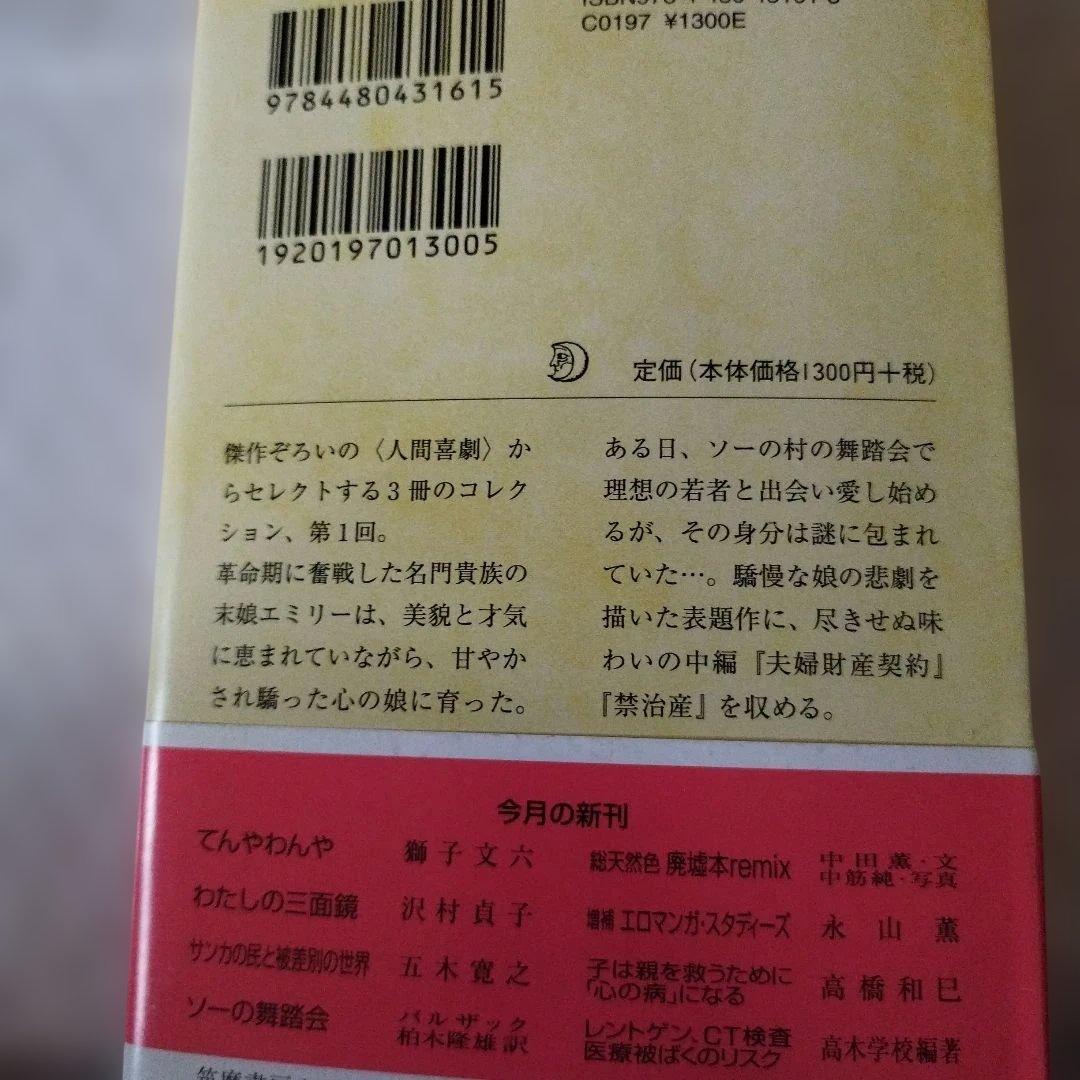 C0197 ¥1300E
9784480431615
1920197013005
定価(本体価格1300円+税)
傑作ぞろいの〈人間喜劇〉か
らセレクトする3冊のコレク
ション、第1回。
革命期に奮戦した名門貴族の
末娘エミリーは、美貌と才気
に恵まれていながら、甘やか
され驕った心の娘に育った。
ある日、ソーの村の舞踏会で
理想の若者と出会い愛し始め
るが、その身分は謎に包まれ
ていた…。驕慢な娘の悲劇を
描いた表題作に、尽きせぬ味
わいの中編『夫婦財産契約』
『禁治産』を収める。
今月の新刊
てんやわんや 獅子文六
わたしの三面鏡 沢村貞子
サンカの民と被差別の世界 五木寛之
ソーの舞踏会 バルザック
柏木隆雄訳
総天然色 廃墟本remix 中田薫・文
中筋純・写真
増補 エロマンガ・スタディーズ 永山薫
子は親を救うために
「心の病」になる 高橋和巳
レントゲン、CT検査
医療被ばくのリスク 高木学校編著